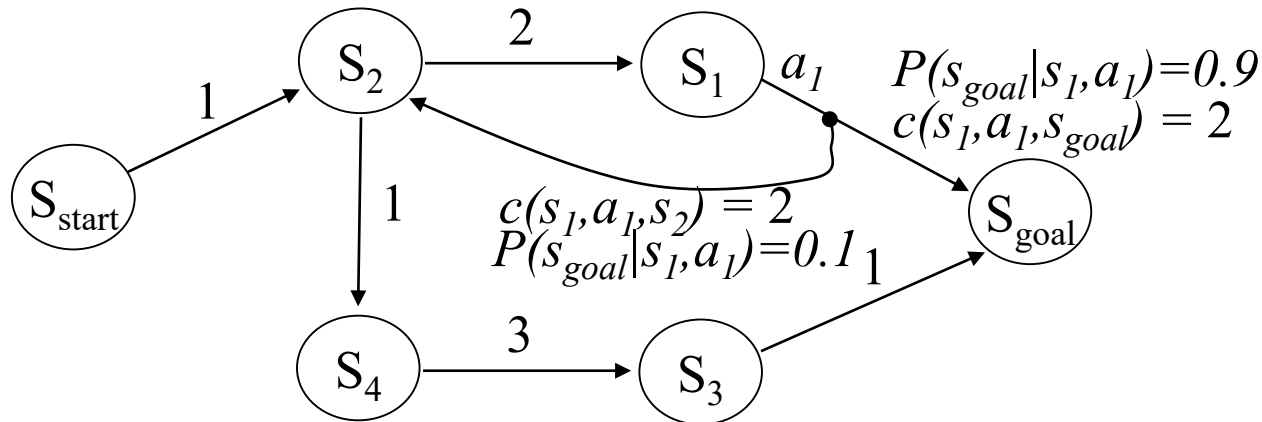 2
S2
S1
a1
P(sgoal|s1,a1)=0.9
c(s1,a1,sgoal) = 2
1
Sstart
1
c(s1,a1,s2) = 2
P(sgoal|s1,a1)=0.1
Sgoal
1
3
S4
S3